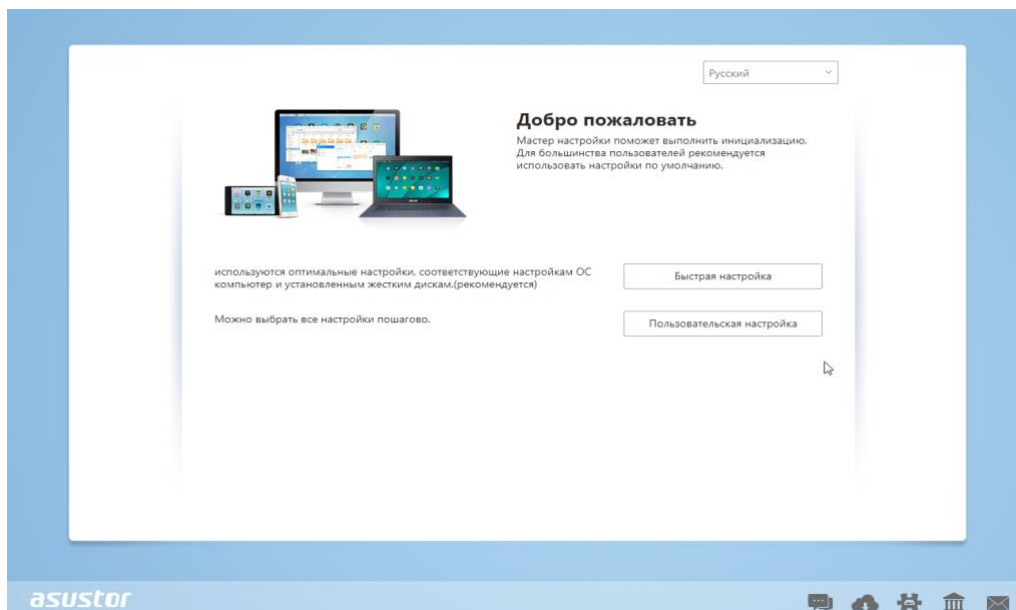 Русский
Добро пожаловать
Мастер настройки поможет выполнить инициализацию.
Для большинства пользователей рекомендуется
использовать настройки по умолчанию.
используются оптимальные настройки, соответствующие настройкам ОС
компьютер и установленным жестким дискам.(рекомендуется)
Быстрая настройка
Можно выбрать все настройки пошагово.
Пользовательская настройка
asustor